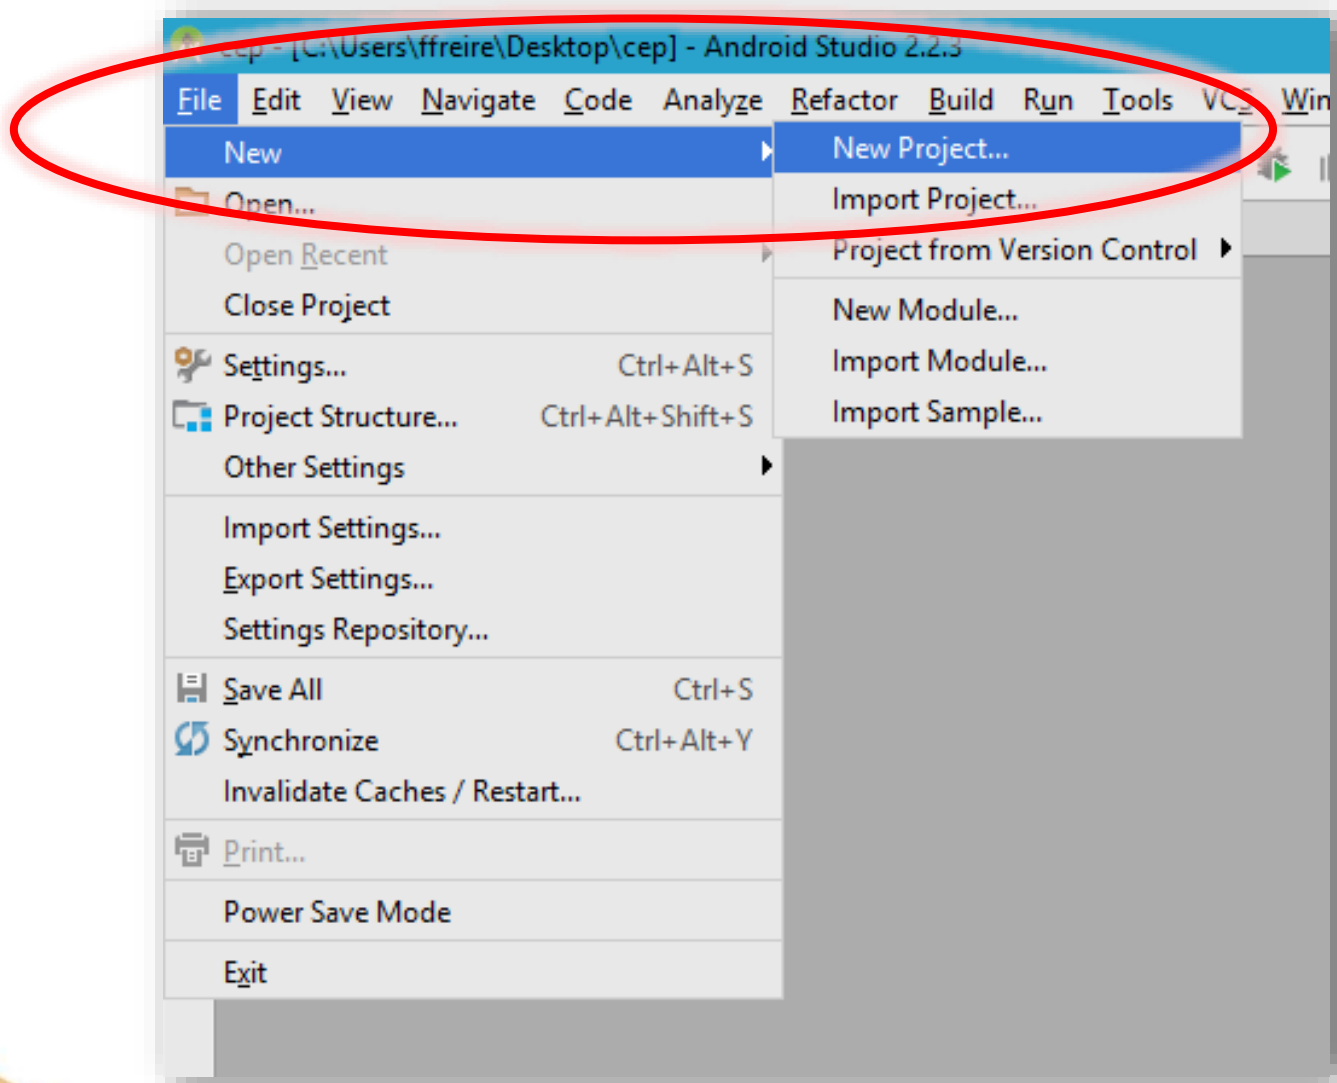 cep - [C:\Users\ffreire\Desktop\cep] - Android Studio 2.2.3
File Edit View Navigate Code Analyze Refactor Build Run Tools VCS Win
New
New Project...
Open...
Import Project...
Open Recent
Project from Version Control
Close Project
New Module...
Settings... Ctrl+Alt+S
Import Module...
Project Structure... Ctrl+Alt+Shift+S
Import Sample...
Other Settings
Import Settings...
Export Settings...
Settings Repository...
Save All Ctrl+S
Synchronize Ctrl+Alt+Y
Invalidate Caches / Restart...
Print...
Power Save Mode
Exit